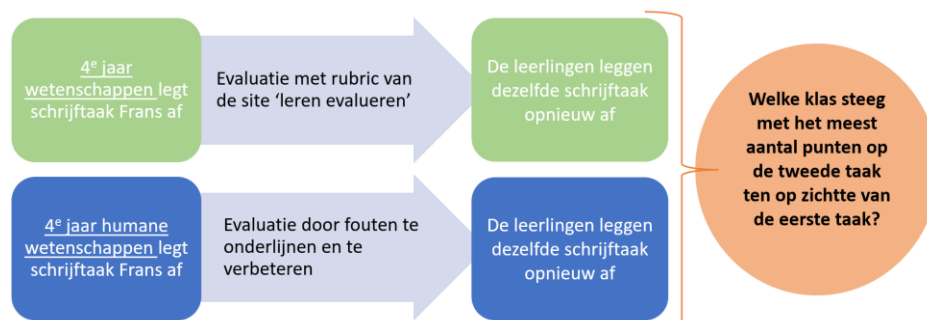 4e jaar
wetenschappen legt
schrijftaak Frans af
Evaluatie met rubric van
de site ‘leren evalueren’
De leerlingen leggen
dezelfde schrijftaak
opnieuw af
4e jaar humane
wetenschappen legt
schrijftaak Frans af
Evaluatie door fouten te
onderlijnen en te
verbeteren
De leerlingen leggen
dezelfde schrijftaak
opnieuw af
Welke klas steeg
met het meest
aantal punten op
de tweede taak
ten op zichtte van
de eerste taak?